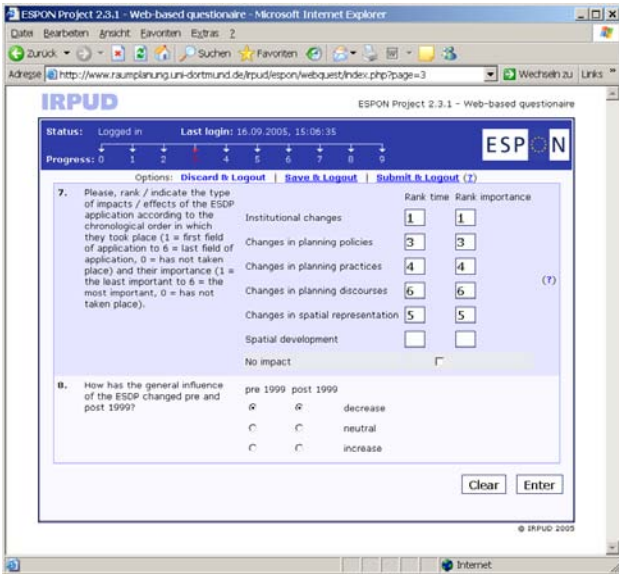 ESPON Project 2.3.1 - Web-based questionaire - Microsoft Internet Explorer
Datei Bearbeiten Ansicht Favoriten Extras ?
Zurück Suchen Favoriten
Adresse http://www.raumplanung.uni-dortmund.de/irpud/espon/webquest/index.php?page=3 Wechseln zu Links »
IRPUD ESPON Project 2.3.1 - Web-based questionaire
Status: Logged in Last login: 16.09.2005, 15:06:35
ESPON
Progress: 0 1 2 3 4 5 6 7 8 9
Options: Discard & Logout | Save & Logout | Submit & Logout (?)
7. Please, rank / indicate the type
of impacts / effects of the ESDP
application according to the
chronological order in which
they took place (1 = first field
of application to 6 = last field of
application, 0 = has not taken
place) and their importance (1 =
the least important to 6 = the
most important, 0 = has not
taken place).
Rank time Rank importance
Institutional changes 1 1
Changes in planning policies 3 3
Changes in planning practices 4 4
(?)
Changes in planning discourses 6 6
Changes in spatial representation 5 5
Spatial development
No impact
8. How has the general influence
of the ESDP changed pre and
post 1999?
pre 1999 post 1999
decrease
neutral
increase
Clear Enter
© IRPUD 2005
Internet